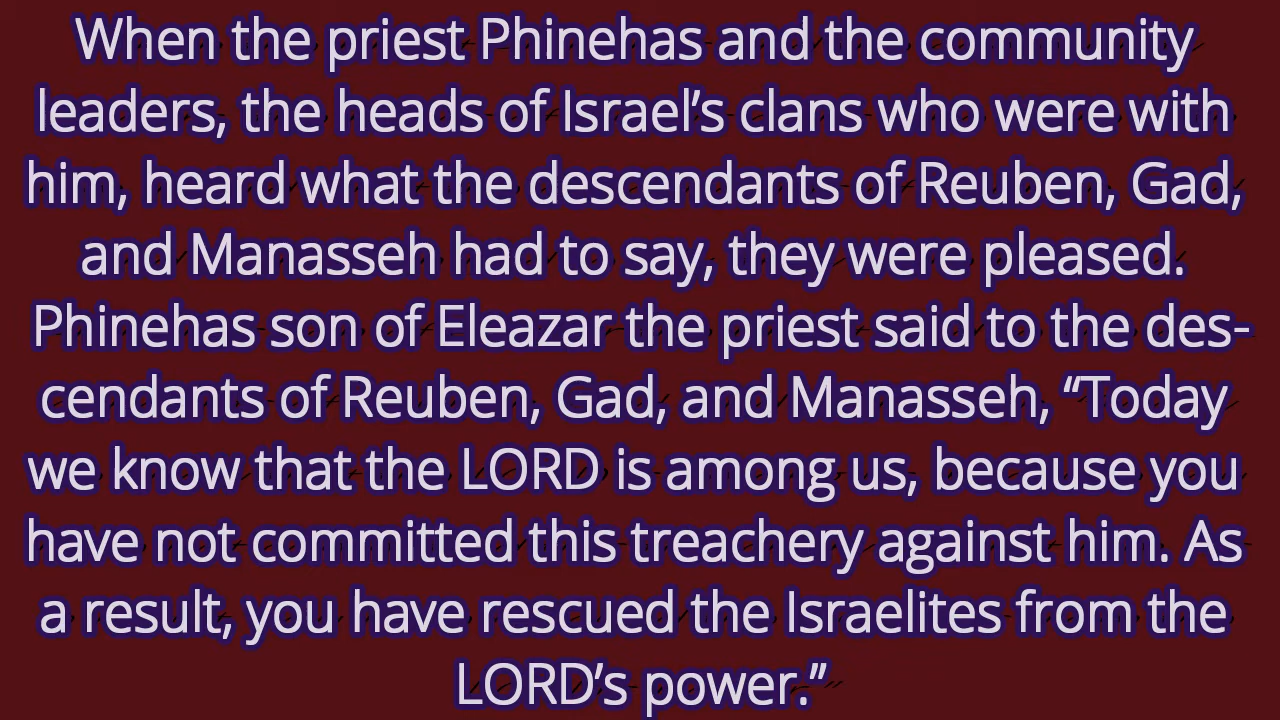 When the priest Phinehas and the community
leaders, the heads of Israel’s clans who were with
him, heard what the descendants of Reuben, Gad,
and Manasseh had to say, they were pleased.
Phinehas son of Eleazar the priest said to the des-
cendants of Reuben, Gad, and Manasseh, “Today
we know that the LORD is among us, because you
have not committed this treachery against him. As
a result, you have rescued the Israelites from the
LORD’s power.”